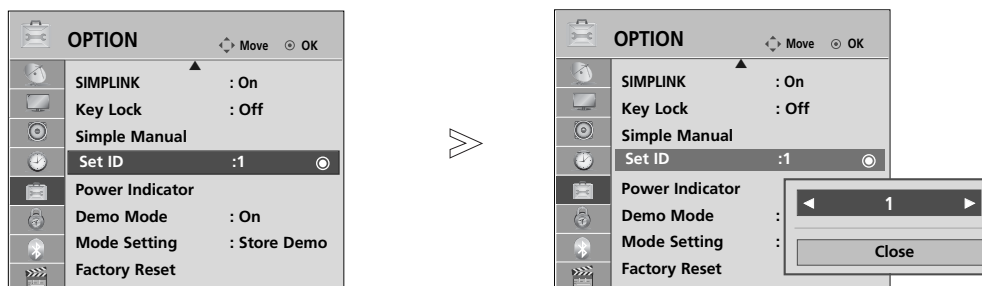 OPTION Move OK
SIMPLINK : On
Key Lock : Off
Simple Manual
Set ID :1
Power Indicator
Demo Mode : On
Mode Setting : Store Demo
Factory Reset
OPTION Move OK
SIMPLINK : On
Key Lock : Off
Simple Manual
Set ID :1
Power Indicator
Demo Mode :
Mode Setting :
Factory Reset
◄ 1 ►
Close